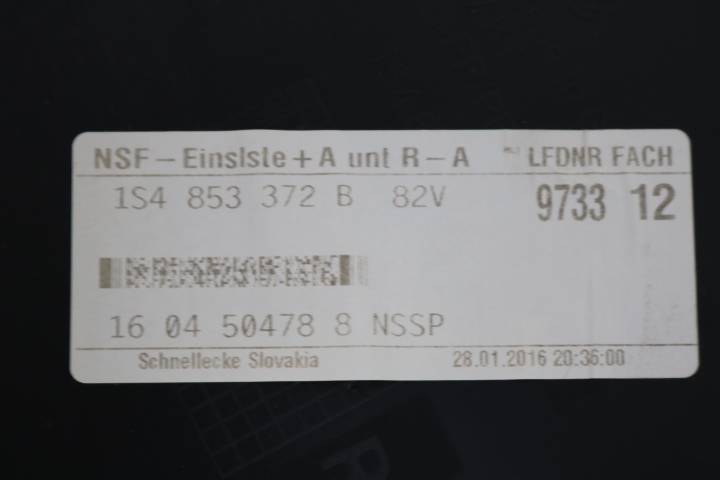 NSF-Einslste+A unt R-A LFDNR FACH
1S4 853 372 B 82V 9733 12
16 04 50478 8 NSSP
Schnellecke Slovakia 28.01.2016 20:36:00
P